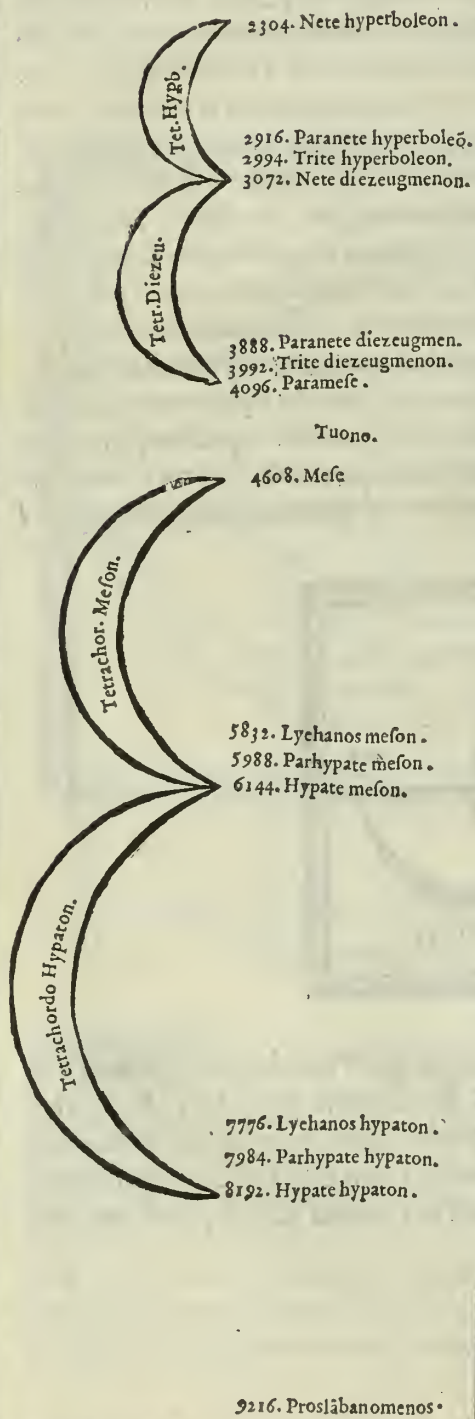 2304. Nete hyperboleon.
Tet. Hypb.
2916. Paranete hyperboleō.
2994. Trite hyperboleon.
3072. Nete diezeugmenon.
Tetr. Diezeu.
3888. Paranete diezeugmen.
3992. Trite diezeugmenon.
4096. Parameſe.
Tuono.
4608. Meſe
Tetrachor. Meſon.
5832. Lychanos meſon.
5988. Parhypate meſon.
6144. Hypate meſon.
Tetrachordo Hypaton.
7776. Lychanos hypaton.
7984. Parhypate hypaton.
8192. Hypate hypaton.
9216. Proslābanomenos.